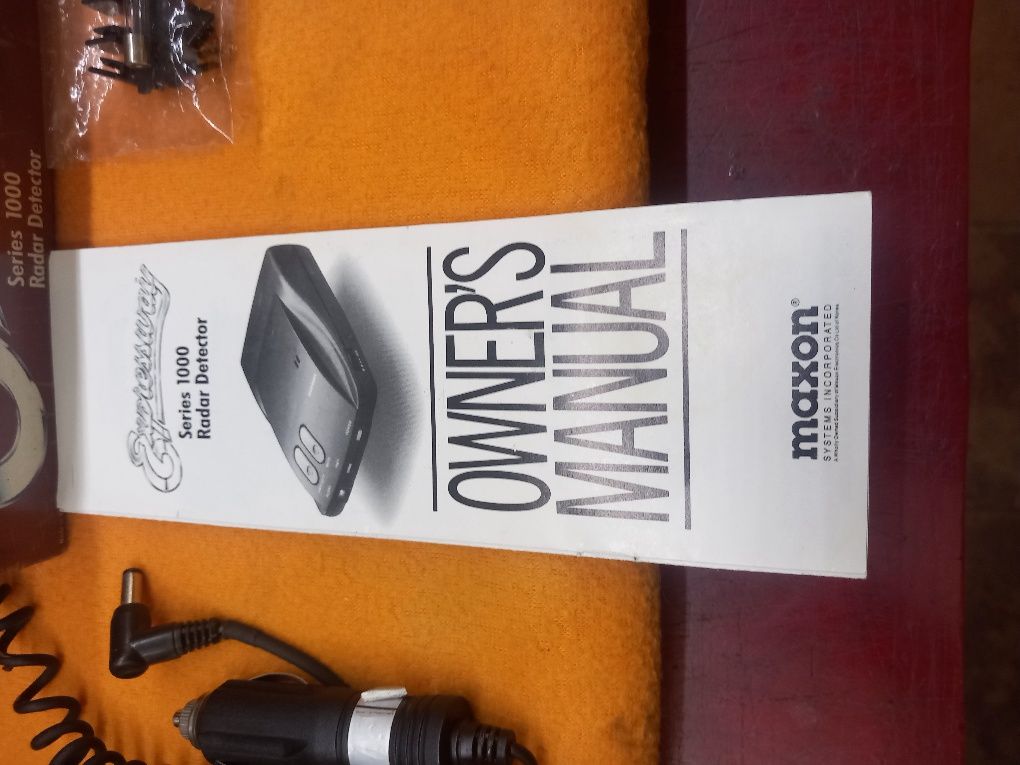 Series 1000
Radar Detector
Expressway
Series 1000
Radar Detector
OWNER'S
MANUAL
maxon®
SYSTEMS INCORPORATED